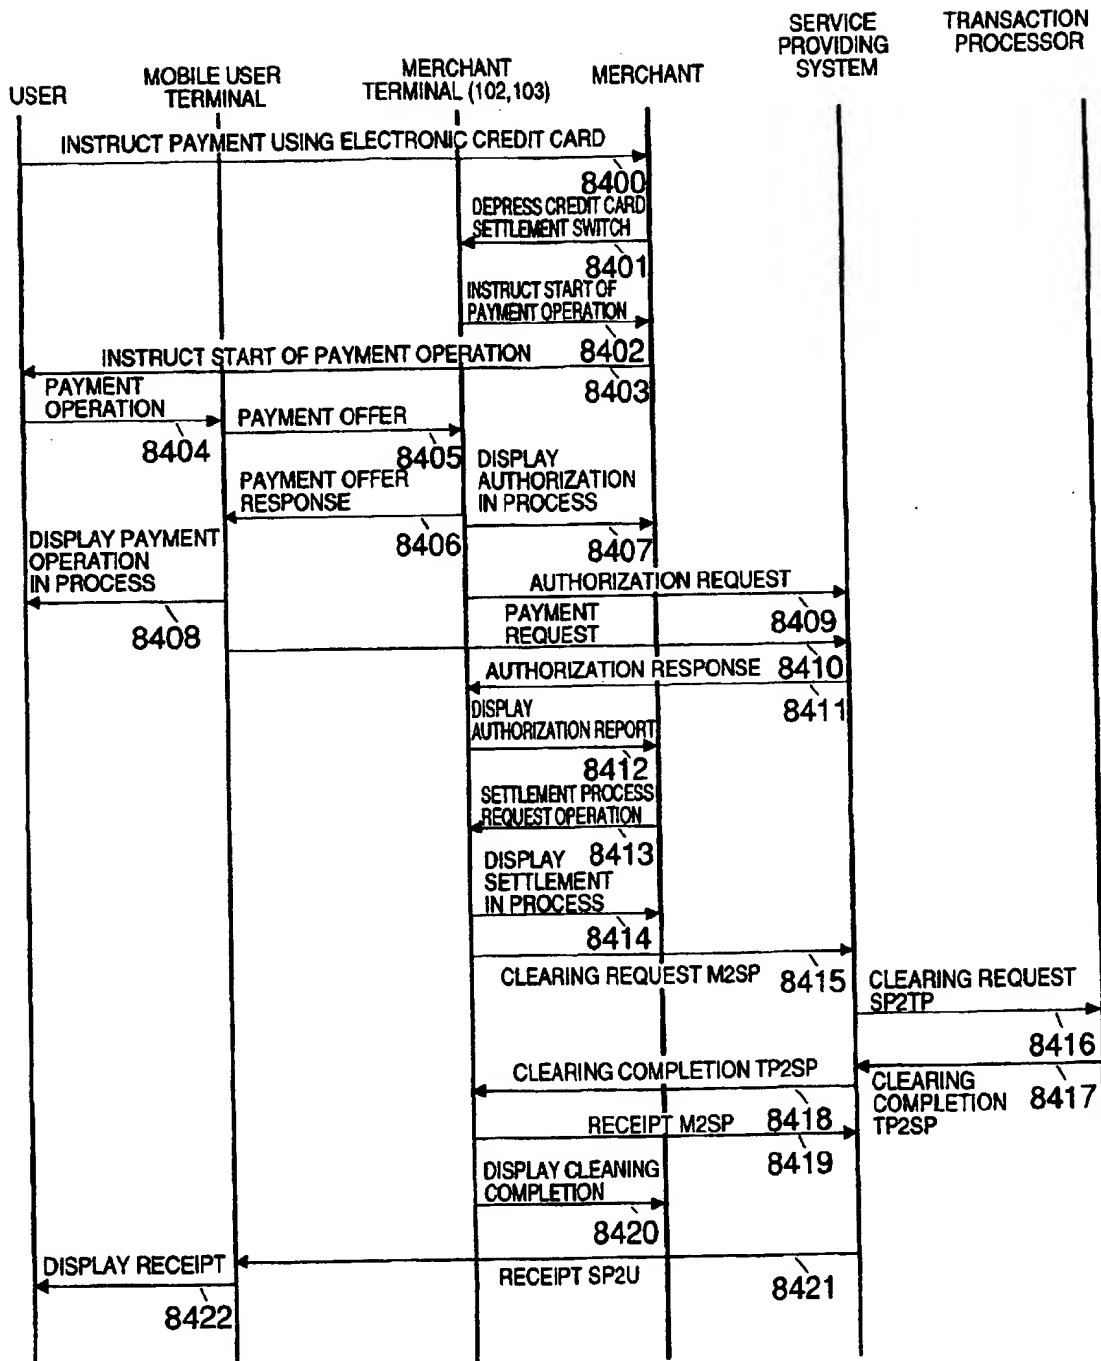 SERVICE
PROVIDING
SYSTEM
TRANSACTION
PROCESSOR
USER
MOBILE USER
TERMINAL
MERCHANT
TERMINAL (102,103)
MERCHANT
INSTRUCT PAYMENT USING ELECTRONIC CREDIT CARD
8400
DEPRESS CREDIT CARD
SETTLEMENT SWITCH
8401
INSTRUCT START OF
PAYMENT OPERATION
8402
INSTRUCT START OF PAYMENT OPERATION
8403
PAYMENT
OPERATION
8404
PAYMENT OFFER
8405
PAYMENT OFFER
RESPONSE
8406
DISPLAY
AUTHORIZATION
IN PROCESS
8407
DISPLAY PAYMENT
OPERATION
IN PROCESS
8408
AUTHORIZATION REQUEST
8409
PAYMENT
REQUEST
8410
AUTHORIZATION RESPONSE
8411
DISPLAY
AUTHORIZATION REPORT
8412
SETTLEMENT PROCESS
REQUEST OPERATION
8413
DISPLAY
SETTLEMENT
IN PROCESS
8414
CLEARING REQUEST M2SP
8415
CLEARING REQUEST
SP2TP
8416
CLEARING
COMPLETION
TP2SP
8417
CLEARING COMPLETION TP2SP
8418
RECEIPT M2SP
8419
DISPLAY CLEANING
COMPLETION
8420
RECEIPT SP2U
8421
DISPLAY RECEIPT
8422